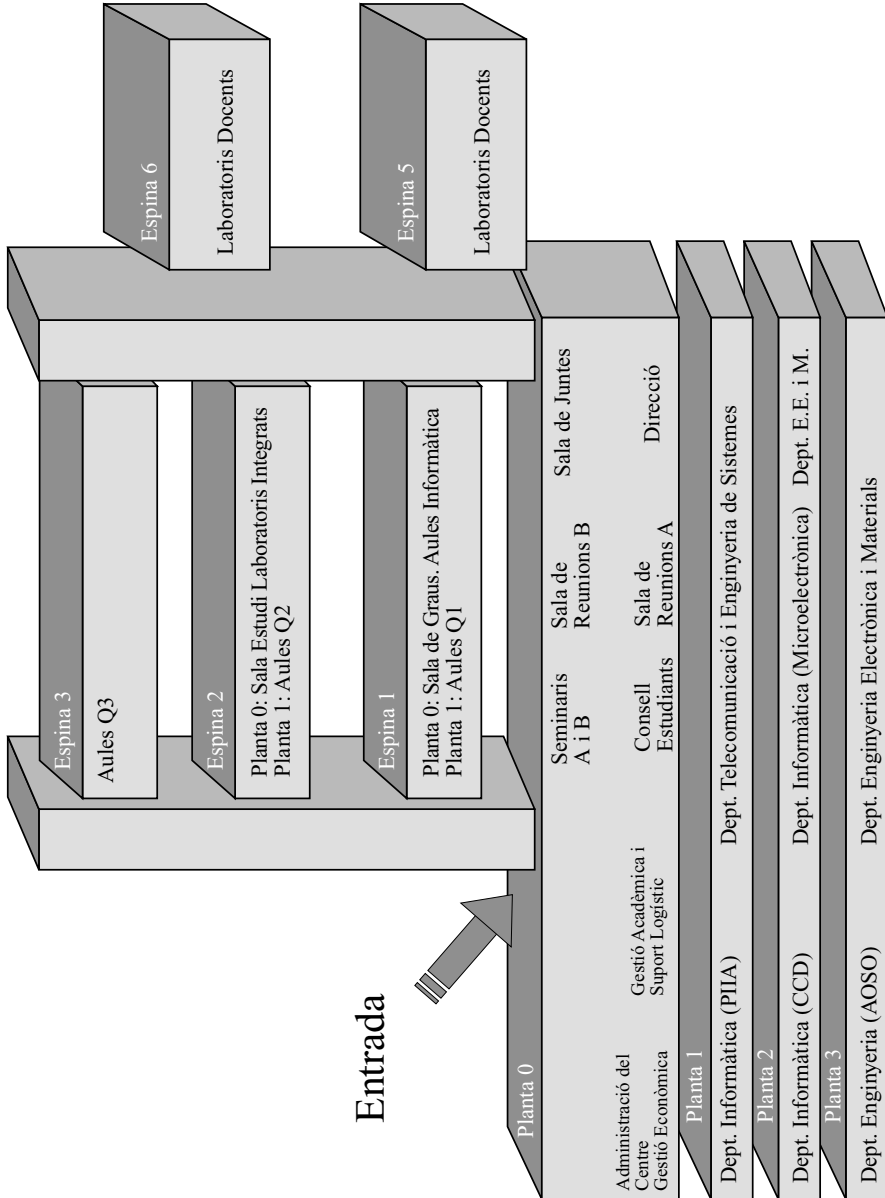 Espina 3
Aules Q3
Espina 2
Planta 0: Sala Estudi Laboratoris Integrats
Planta 1: Aules Q2
Espina 1
Planta 0: Sala de Graus. Aules Informàtica
Planta 1: Aules Q1
Espina 6
Laboratoris Docents
Espina 5
Laboratoris Docents
Entrada
Planta 0
Seminaris
A i B
Sala de
Reunions B
Sala de Juntes
Administració del
Centre
Gestió Econòmica
Gestió Acadèmica i
Suport Logístic
Consell
Estudiants
Sala de
Reunions A
Direcció
Planta 1
Dept. Informàtica (PIIA)
Dept. Telecomunicació i Enginyeria de Sistemes
Planta 2
Dept. Informàtica (CCD)
Dept. Informàtica (Microelectrònica)
Dept. E.E. i M.
Planta 3
Dept. Enginyeria (AOSO)
Dept. Enginyeria Electrònica i Materials